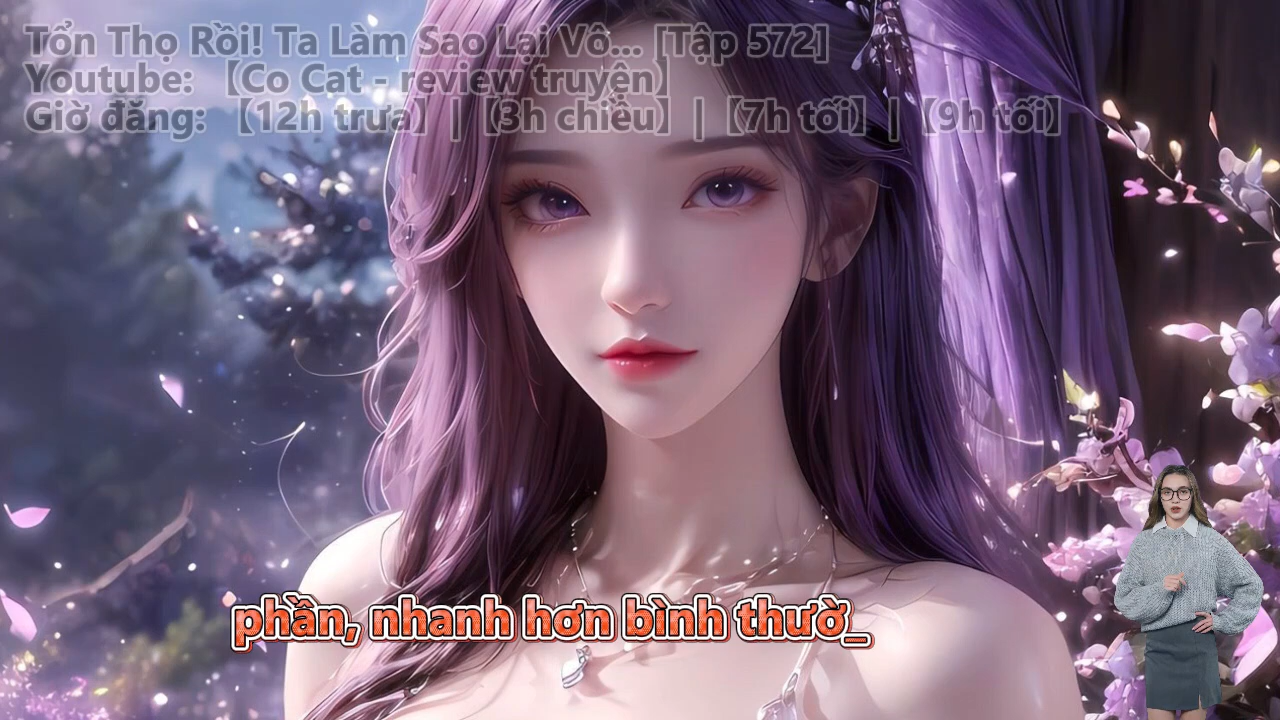 Tổn Thọ Rồi! Ta Làm Sao Lại Vô... [Tập 572]
Youtube: 【Co Cat - review truyện】
Giờ đăng: 【12h trưa】 | 【3h chiều】 | 【7h tối】 | 【9h tối】
phần, nhanh hơn bình thườ_